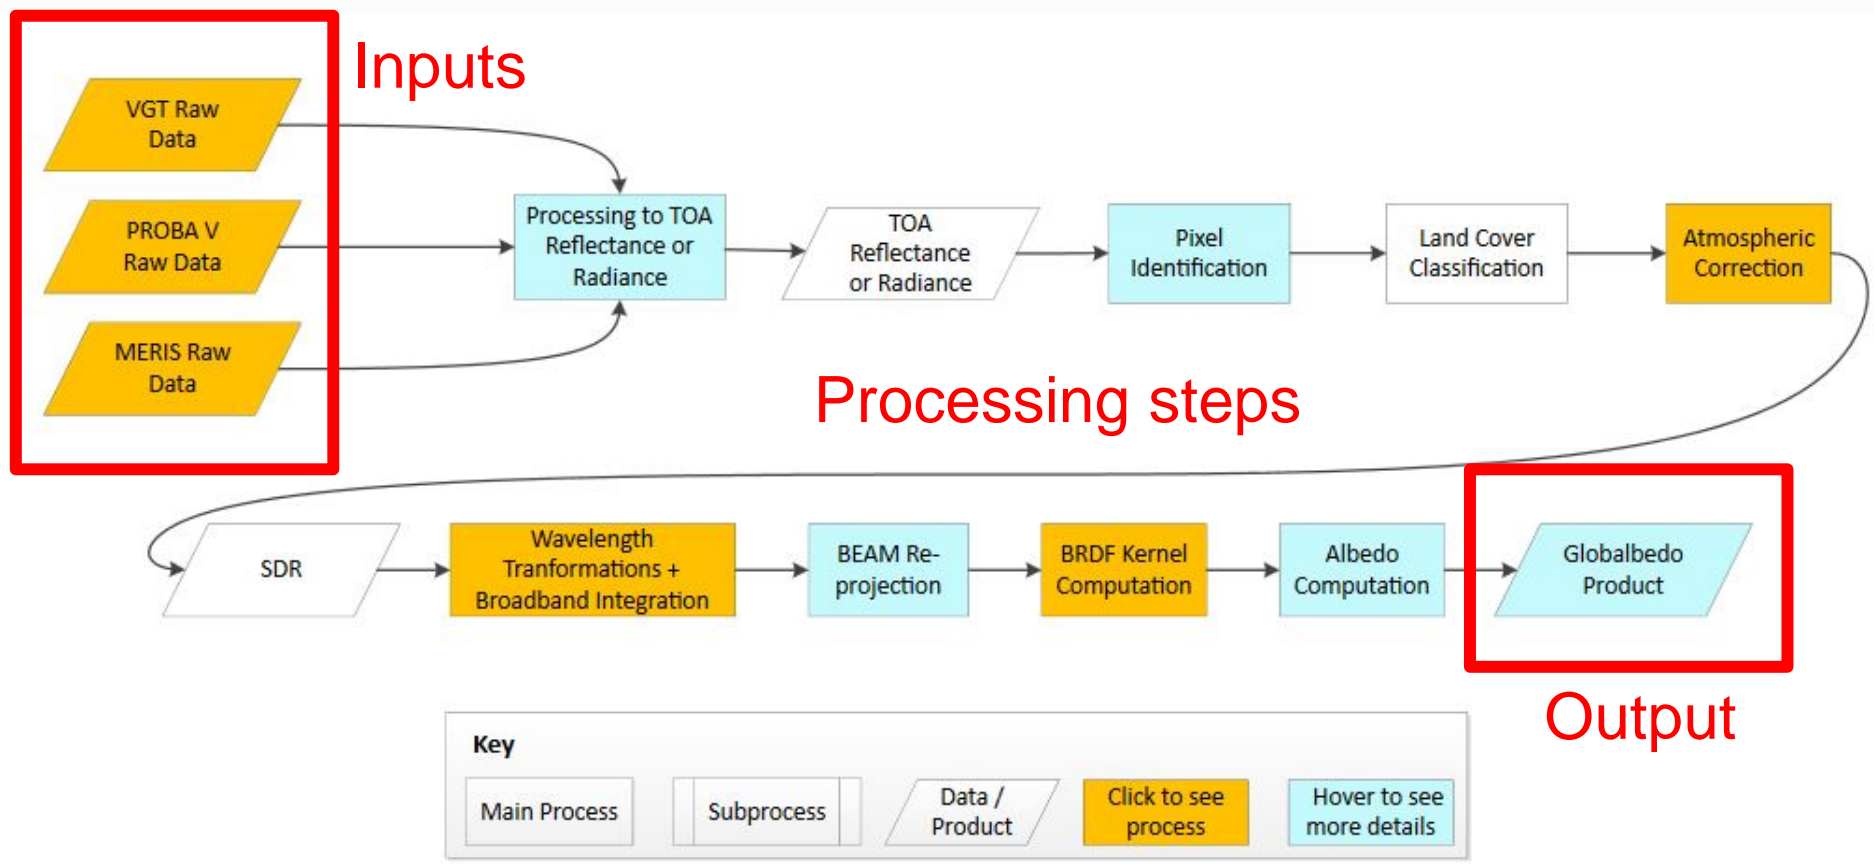 Inputs
VGT Raw
Data
PROBA V
Raw Data
MERIS Raw
Data
Processing to TOA
Reflectance or
Radiance
TOA
Reflectance
or Radiance
Pixel
Identification
Land Cover
Classification
Atmospheric
Correction
Processing steps
SDR
Wavelength
Tranformations +
Broadband Integration
BEAM Re-
projection
BRDF Kernel
Computation
Albedo
Computation
Globalbedo
Product
Output
Key
Main Process
Subprocess
Data /
Product
Click to see
process
Hover to see
more details